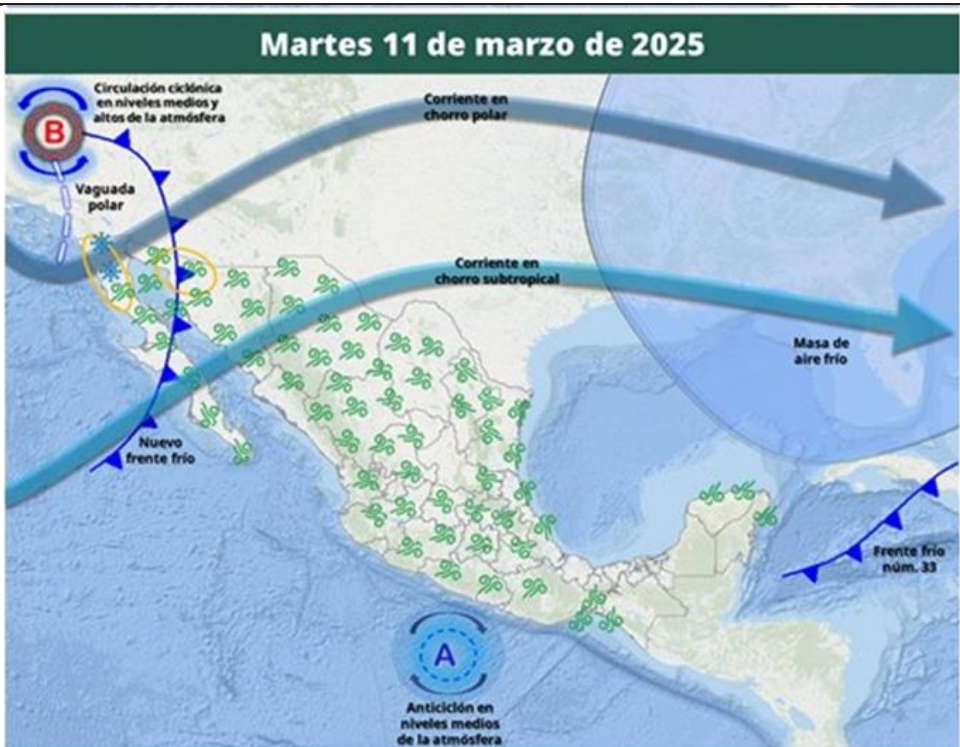 Martes 11 de marzo de 2025
Circulación ciclónica
en niveles medios y
altos de la atmósfera
B
Corriente en
chorro polar
Vaguada
polar
Corriente en
chorro subtropical
Masa de
aire frío
Nuevo
frente frío
Frente frío
núm. 33
A
Anticiclón en
niveles medios
de la atmósfera